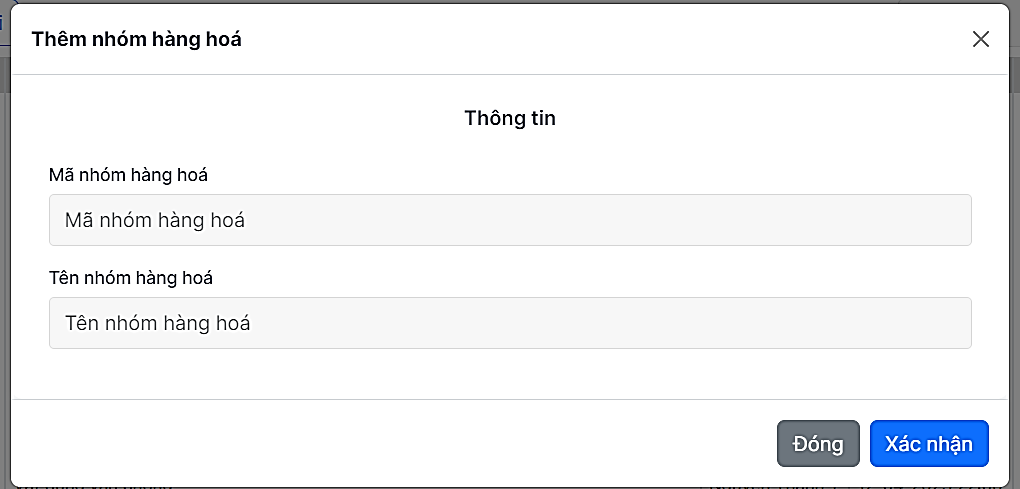 Thêm nhóm hàng hoá
Thông tin
Mã nhóm hàng hoá
Mã nhóm hàng hoá
Tên nhóm hàng hoá
Tên nhóm hàng hoá
Đóng
Xác nhận